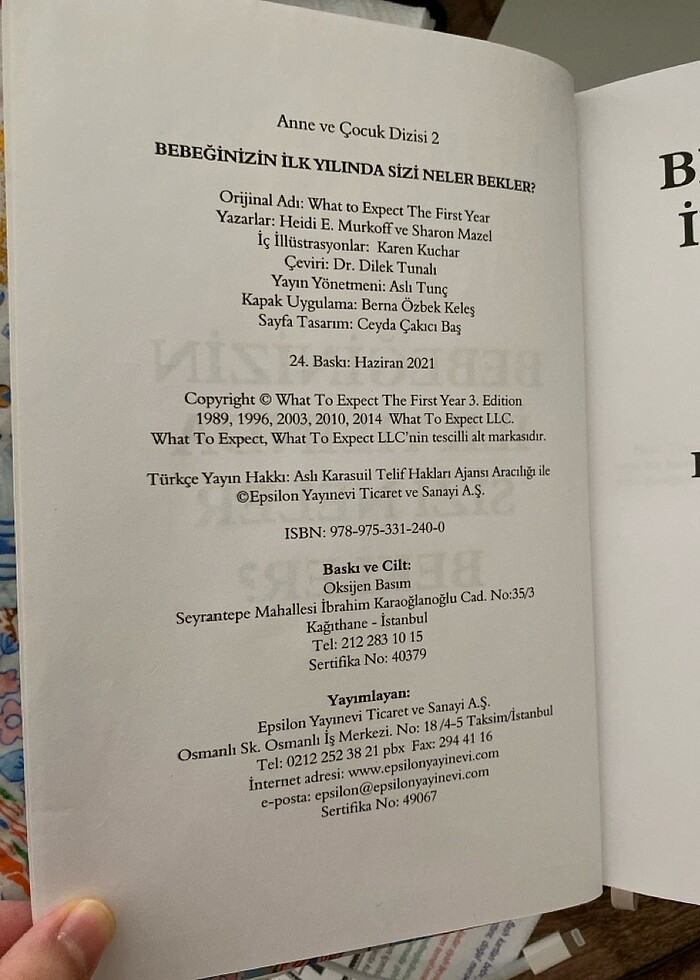 Anne ve Çocuk Dizisi 2
BEBEĞİNİZİN İLK YILINDA SİZİ NELER BEKLER?
Orijinal Adı: What to Expect The First Year
Yazarlar: Heidi E. Murkoff ve Sharon Mazel
İç İllüstrasyonlar: Karen Kuchar
Çeviri: Dr. Dilek Tunalı
Yayın Yönetmeni: Aslı Tunç
Kapak Uygulama: Berna Özbek Keleş
Sayfa Tasarım: Ceyda Çakıcı Baş
24. Baskı: Haziran 2021
Copyright © What To Expect The First Year 3. Edition
1989, 1996, 2003, 2010, 2014 What To Expect LLC.
What To Expect, What To Expect LLC'nin tescilli alt markasıdır.
Türkçe Yayın Hakkı: Aslı Karasuil Telif Hakları Ajansı Aracılığı ile
©Epsilon Yayınevi Ticaret ve Sanayi A.Ş.
ISBN: 978-975-331-240-0
Baskı ve Cilt:
Oksijen Basım
Seyrantepe Mahallesi İbrahim Karaoğlanoğlu Cad. No:35/3
Kağıthane - İstanbul
Tel: 212 283 10 15
Sertifika No: 40379
Yayımlayan:
Epsilon Yayınevi Ticaret ve Sanayi A.Ş.
Osmanlı Sk. Osmanlı İş Merkezi. No: 18/4-5 Taksim/İstanbul
Tel: 0212 252 38 21 pbx Fax: 294 41 16
İnternet adresi: www.epsilonyayinevi.com
e-posta: epsilon@epsilonyayinevi.com
Sertifika No: 49067